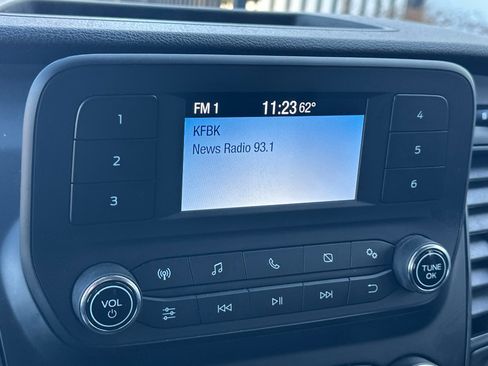 FM 1 11:23 62°
KFBK
News Radio 93.1
1
2
3
4
5
6
VOL
TUNE
OK